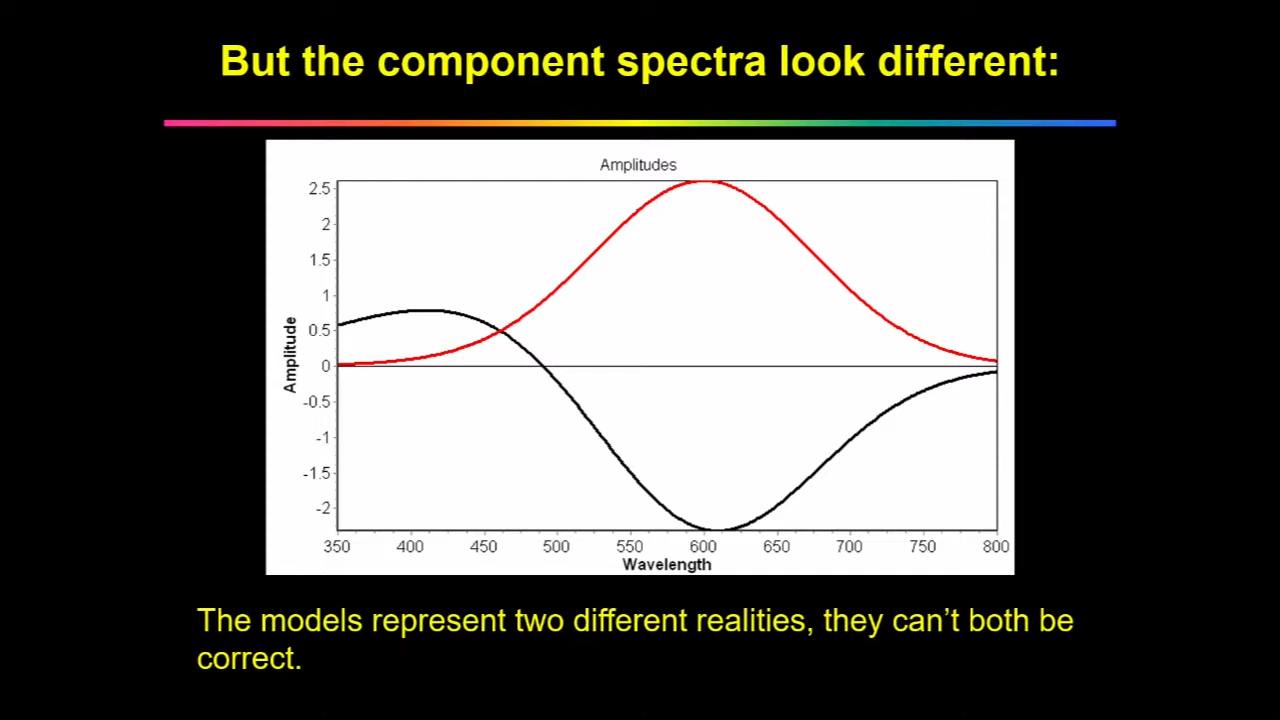 But the component spectra look different:
Amplitudes
Amplitude
2.5
2
1.5
1
0.5
0
-0.5
-1
-1.5
-2
350 400 450 500 550 600 650 700 750 800
Wavelength
The models represent two different realities, they can’t both be
correct.